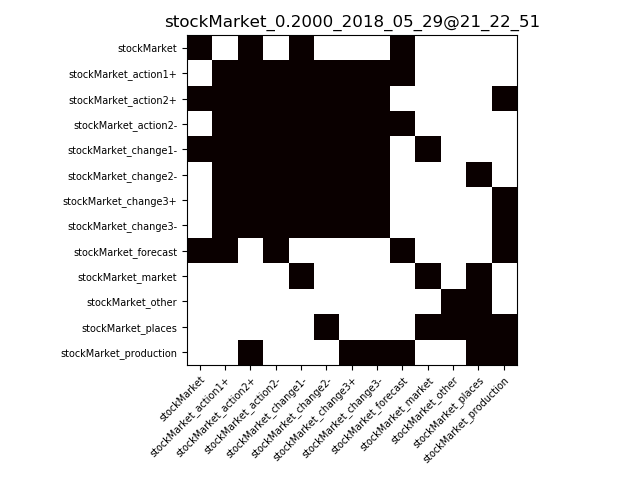 stockMarket_0.2000_2018_05_29@21_22_51
stockMarket
stockMarket_action1+
stockMarket_action2+
stockMarket_action2-
stockMarket_change1-
stockMarket_change2-
stockMarket_change3+
stockMarket_change3-
stockMarket_forecast
stockMarket_market
stockMarket_other
stockMarket_places
stockMarket_production
stockMarket
stockMarket_action1+
stockMarket_action2+
stockMarket_action2-
stockMarket_change1-
stockMarket_change2-
stockMarket_change3+
stockMarket_change3-
stockMarket_forecast
stockMarket_market
stockMarket_other
stockMarket_places
stockMarket_production